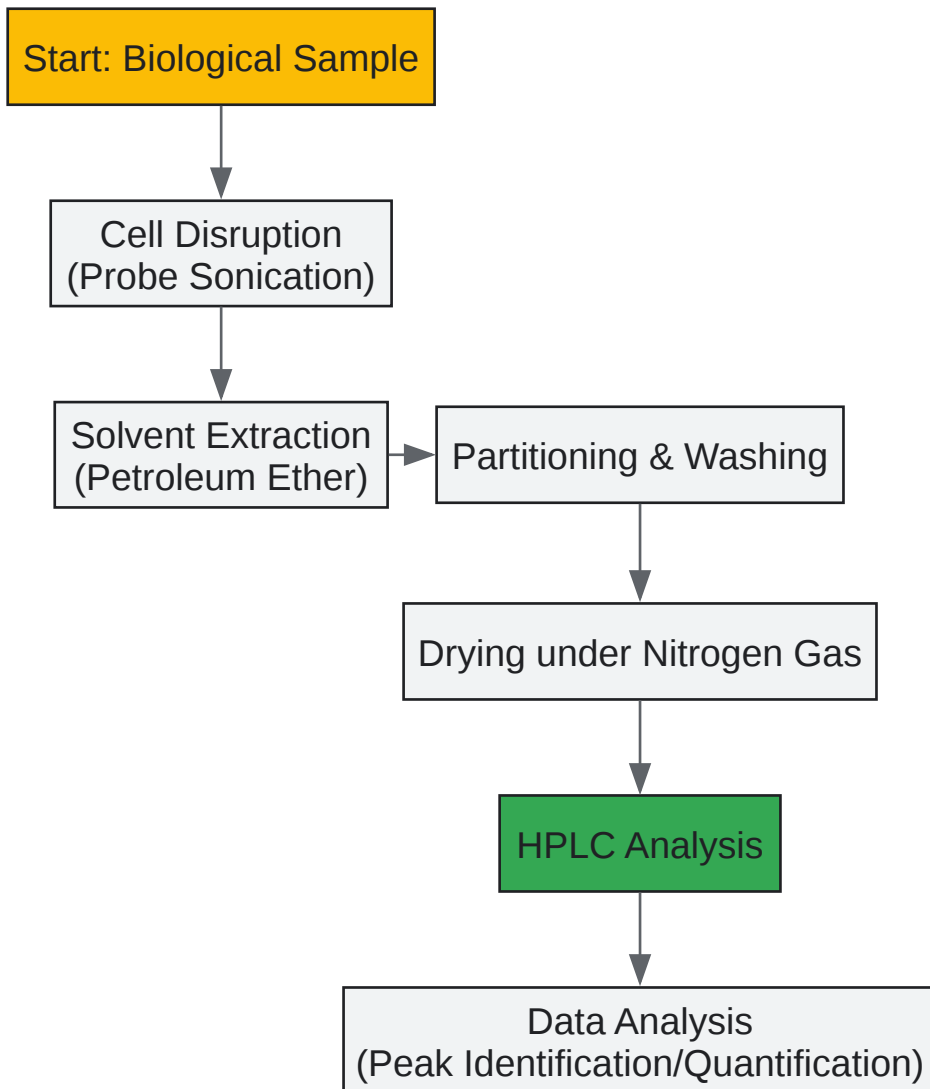 Start: Biological Sample
Cell Disruption
(Probe Sonication)
Solvent Extraction
(Petroleum Ether)
Partitioning & Washing
Drying under Nitrogen Gas
HPLC Analysis
Data Analysis
(Peak Identification/Quantification)